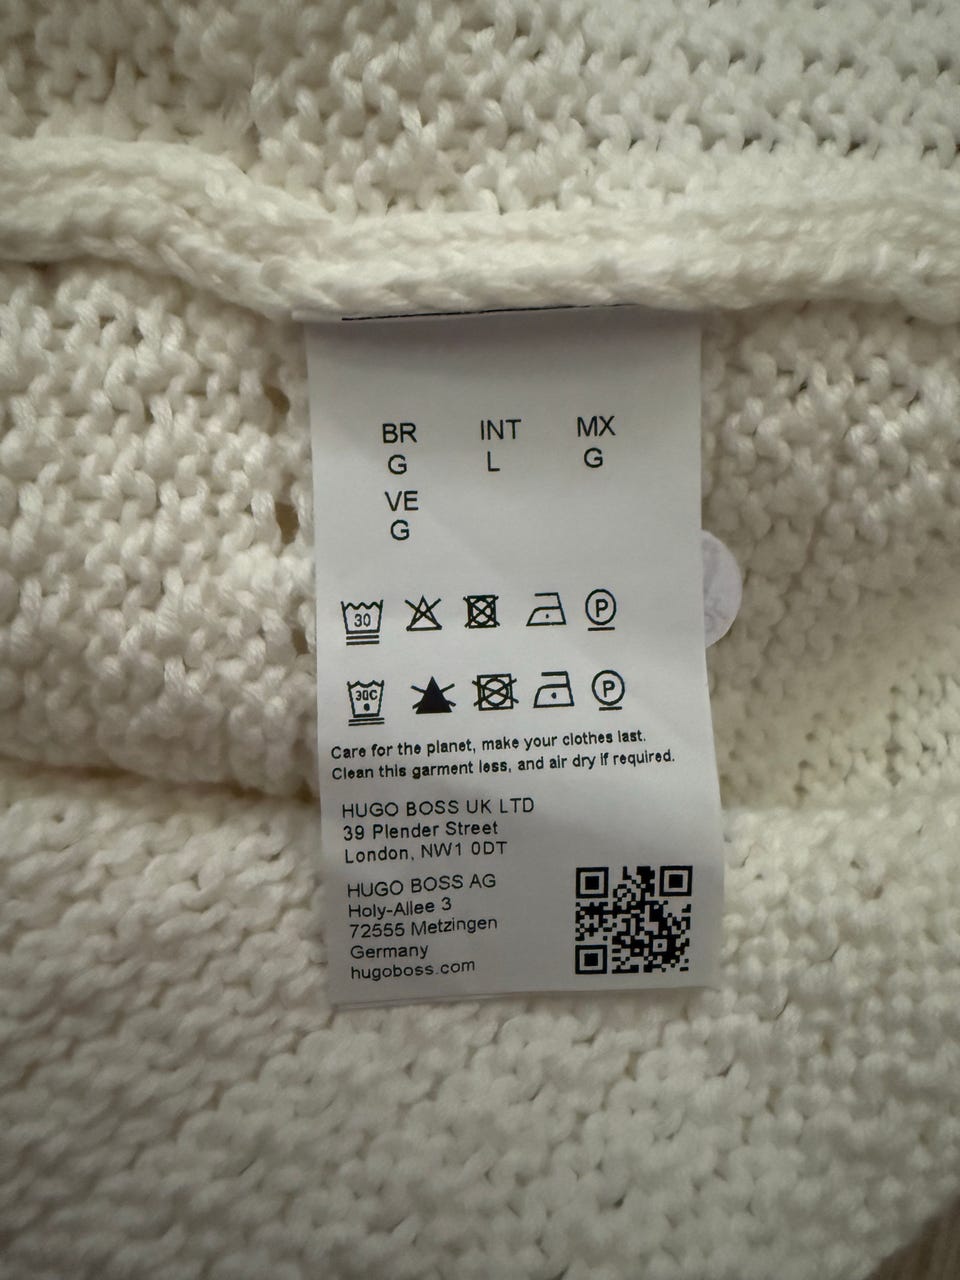 BR INT MX
G L G
VE
G
30 P
30C P
Care for the planet, make your clothes last.
Clean this garment less, and air dry if required.
HUGO BOSS UK LTD
39 Plender Street
London, NW1 0DT
HUGO BOSS AG
Holy-Allee 3
72555 Metzingen
Germany
hugoboss.com